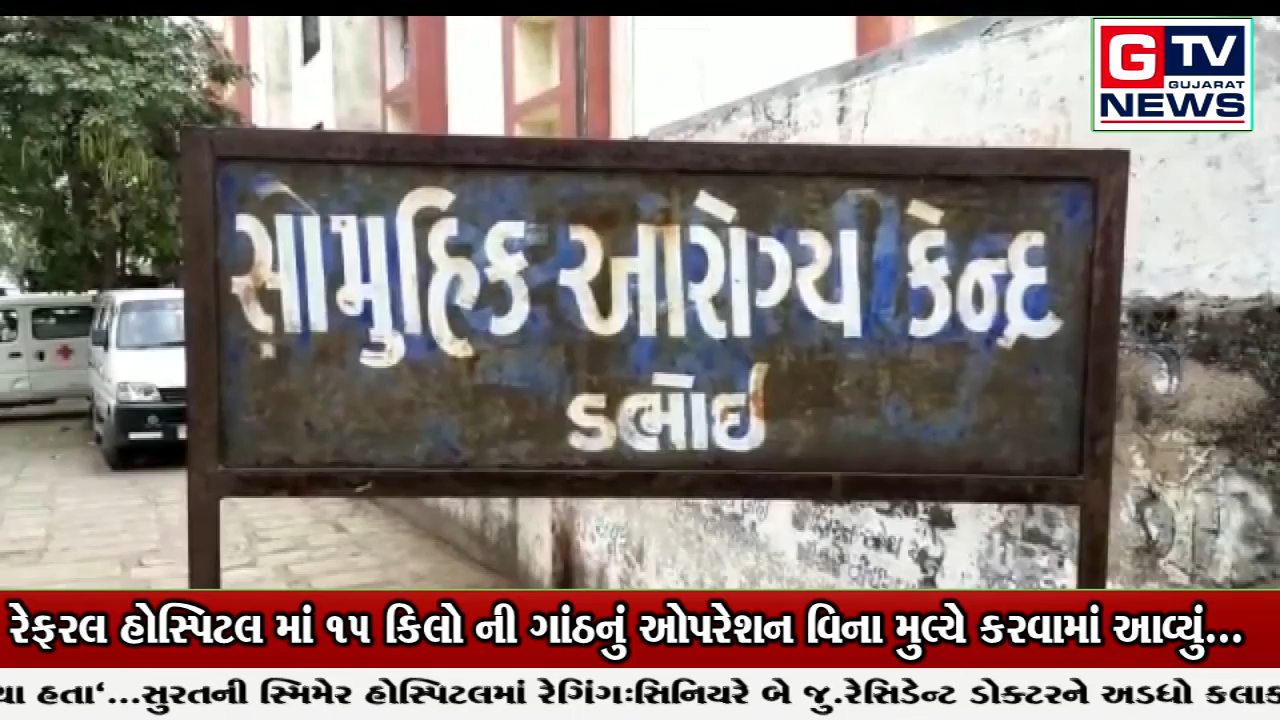 G TV
GUJARAT
NEWS
સામુહિક આરોગ્ય કેન્દ્ર
ડભોઇ
રેફરલ હોસ્પિટલ માં ૧૫ કિલો ની ગાંઠનું ઓપરેશન વિના મુલ્યે કરવામાં આવ્યું...
હતા‘...સુરતની સ્મિમેર હોસ્પિટલમાં રેગિંગઃસિનિયરે બે જુ.રેસિડેન્ટ ડોક્ટરને અડધો કલાક